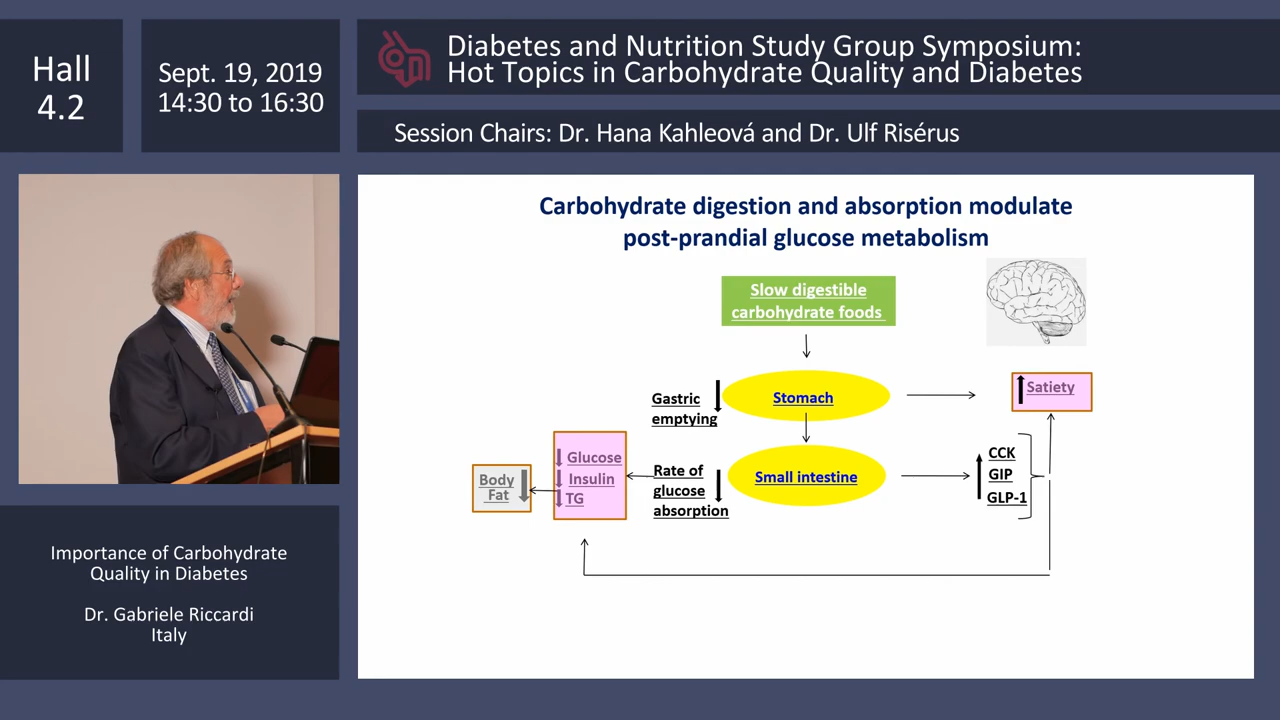 Hall
4.2
Sept. 19, 2019
14:30 to 16:30
Diabetes and Nutrition Study Group Symposium:
Hot Topics in Carbohydrate Quality and Diabetes
Session Chairs: Dr. Hana Kahleová and Dr. Ulf Risérus
Carbohydrate digestion and absorption modulate
post-prandial glucose metabolism
Slow digestible
carbohydrate foods
Gastric
emptying
Stomach
Satiety
Body
Fat
Glucose
Insulin
TG
Rate of
glucose
absorption
Small intestine
CCK
GIP
GLP-1
Importance of Carbohydrate
Quality in Diabetes
Dr. Gabriele Riccardi
Italy